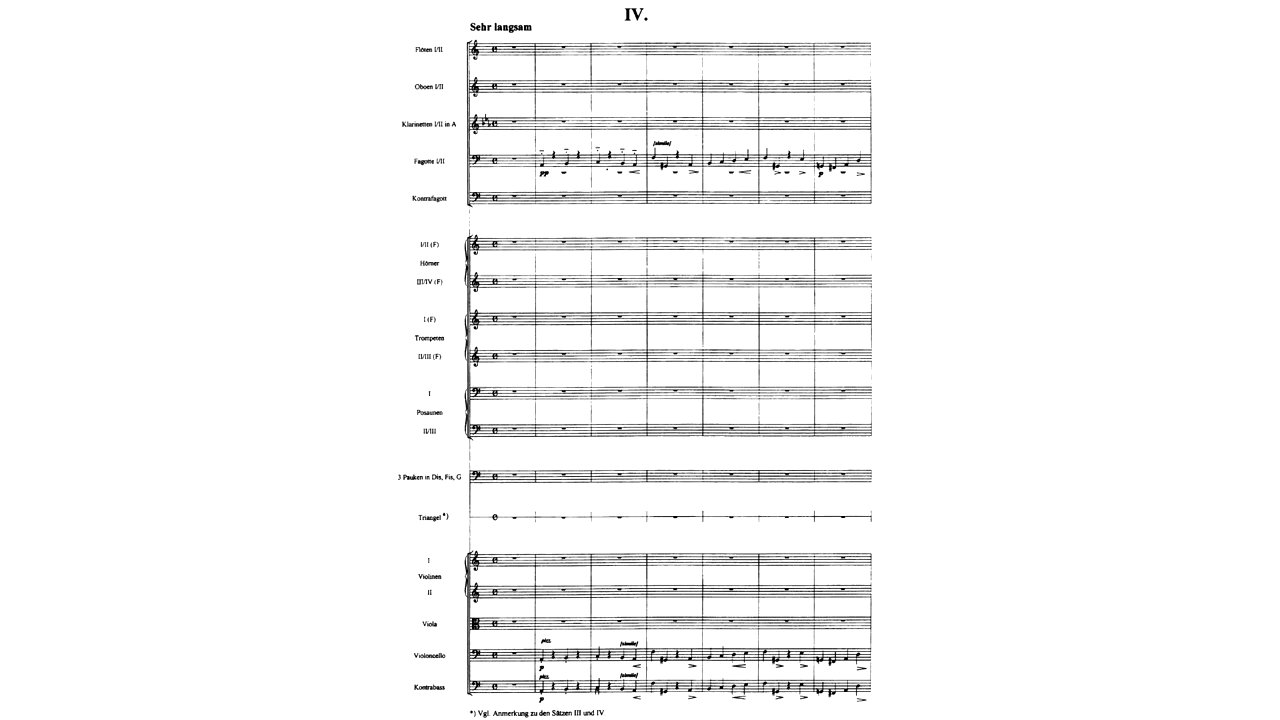 IV.
Sehr langsam
Flöten I/II
Oboen I/II
Klarinetten I/II in A
[simile]
Fagotte I/II
pp
p
Kontrafagott
I/II (F)
Hörner
III/IV (F)
I (F)
Trompeten
II/III (F)
I
Posaunen
II/III
3 Pauken in Dis, Fis, G
Triangel *)
I
Violinen
II
Viola
pizz.
[simile]
Violoncello
p
pizz.
[simile]
Kontrabass
p
*) Vgl. Anmerkung zu den Sätzen III und IV